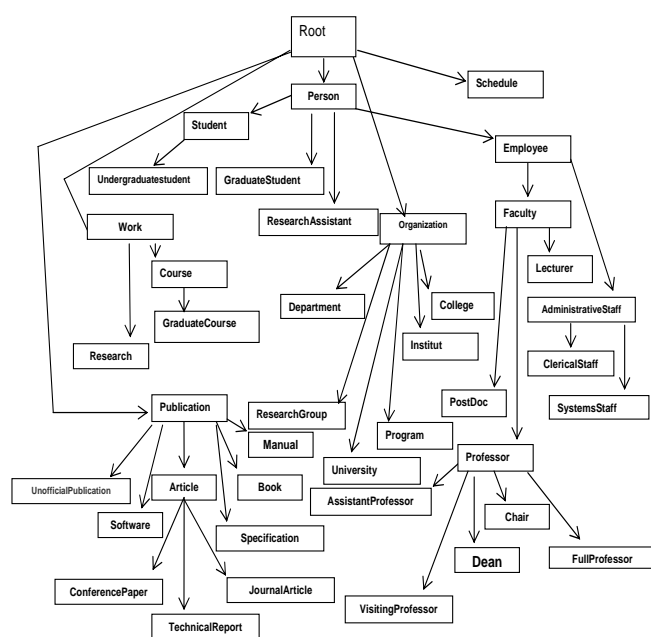 Root
Schedule
Person
Student
Employee
Undergraduatestudent
GraduateStudent
Faculty
ResearchAssistant
Work
Organization
Lecturer
Course
Department
College
AdministrativeStaff
GraduateCourse
Institut
Research
ClericalStaff
PostDoc
SystemsStaff
Publication
ResearchGroup
Manual
Program
Professor
University
UnofficialPublication
Article
Book
AssistantProfessor
Chair
Software
Specification
Dean
FullProfessor
ConferencePaper
JournalArticle
VisitingProfessor
TechnicalReport